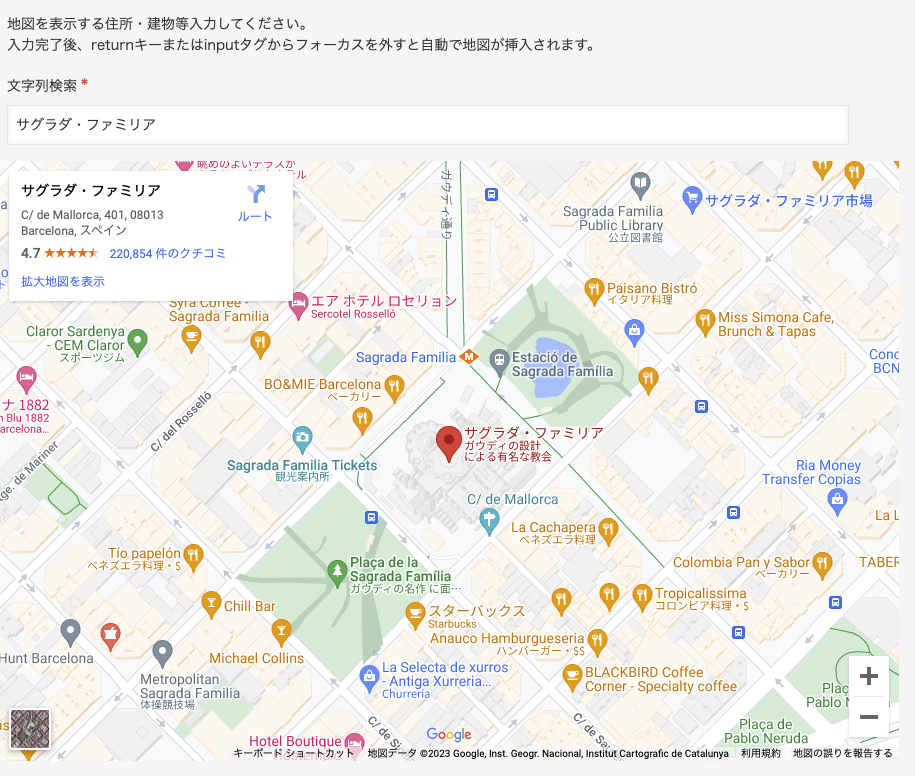 地図を表示する住所・建物等入力してください。
入力完了後、returnキーまたはinputタグからフォーカスを外すと自動で地図が挿入されます。
文字列検索 *
サグラダ・ファミリア
眺めのよいテラスが
サグラダ・ファミリア
ルート
C/ de Mallorca, 401, 08013
Barcelona, スペイン
4.7
220,854 件のクチコミ
拡大地図を表示
ガウディ通り
Sagrada Família
Public Library
公立図書館
サグラダ・ファミリア市場
Syra Coffee -
Sagrada Familia
エア ホテル ロセリョン
Sercotel Rosselló
Paisano Bistró
イタリア料理
Miss Simona Cafe,
Brunch & Tapas
Claror Sardenya
- CEM Claror
スポーツジム
Sagrada Família
M
Estació de
Sagrada Família
BO&MIE Barcelona
ベーカリー
ナ 1882
n Blu 1882
arcelona...
C/ del Rosselló
サグラダ・ファミリア
ガウディの設計
による有名な教会
Sagrada Familia Tickets
観光案内所
C/ de Mallorca
Ria Money
Transfer Copias
La Cachapera
ベネズエラ料理
Tío papelón
ベネズエラ料理・$
Plaça de la
Sagrada Família
ガウディの名作 に面…
Colombia Pan y Sabor
ベーカリー
TABER
Tropicalissima
コロンビア料理・$
Chill Bar
スターバックス
Starbucks
Anauco Hamburgueseria
ハンバーガー・$$
Michael Collins
Hunt Barcelona
Metropolitan
Sagrada Familia
体操競技場
La Selecta de xurros
- Antiga Xurreria...
Churreria
BLACKBIRD Coffee
Corner - Specialty coffee
Plaça de
Pablo Neruda
Hotel Boutique
Google
キーボード ショートカット
地図データ ©2023 Google, Inst. Geogr. Nacional, Institut Cartografic de Catalunya
利用規約
地図の誤りを報告する